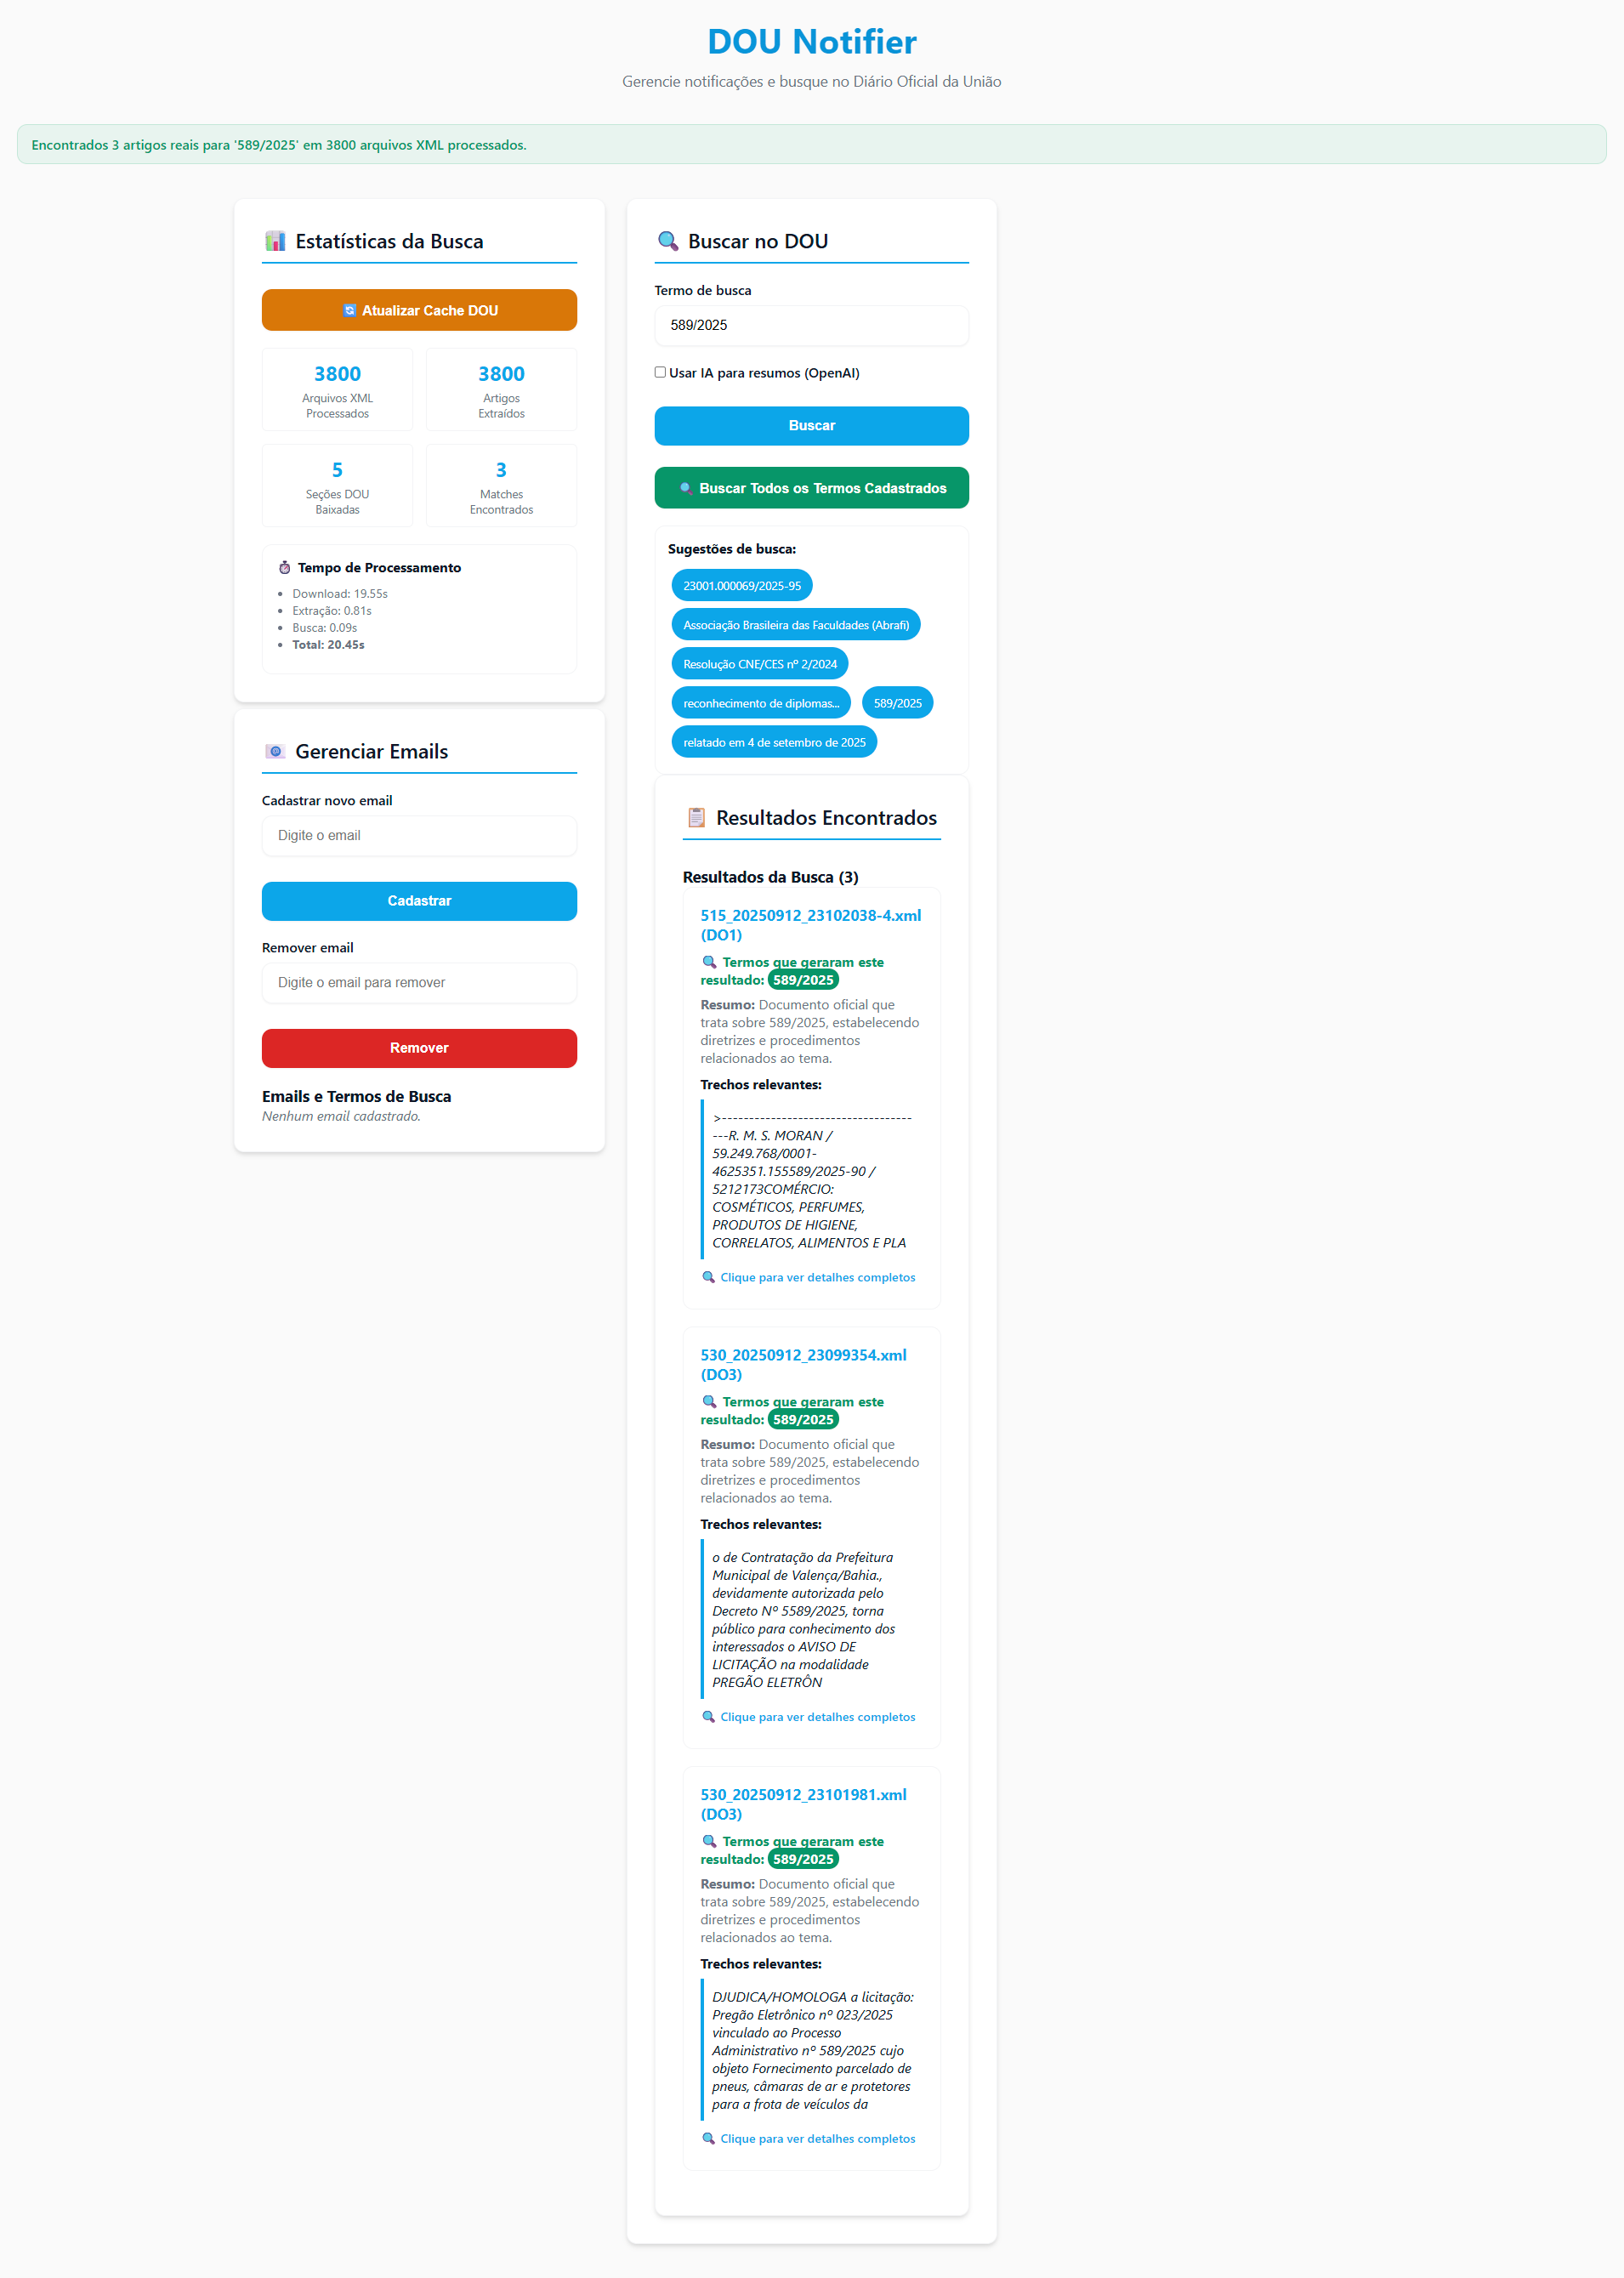 DOU Notifier
Gerencie notificações e busque no Diário Oficial da União
Encontrados 3 artigos reais para '589/2025' em 3800 arquivos XML processados.
Estatísticas da Busca
Atualizar Cache DOU
3800
Arquivos XML
Processados
3800
Artigos
Extraídos
5
Seções DOU
Baixadas
3
Matches
Encontrados
Tempo de Processamento
Download: 19.55s
Extração: 0.81s
Busca: 0.09s
Total: 20.45s
Gerenciar Emails
Cadastrar novo email
Digite o email
Cadastrar
Remover email
Digite o email para remover
Remover
Emails e Termos de Busca
Nenhum email cadastrado.
Buscar no DOU
Termo de busca
589/2025
Usar IA para resumos (OpenAI)
Buscar
Buscar Todos os Termos Cadastrados
Sugestões de busca:
23001.000069/2025-95
Associação Brasileira das Faculdades (Abrafi)
Resolução CNE/CES nº 2/2024
reconhecimento de diplomas...
589/2025
relatado em 4 de setembro de 2025
Resultados Encontrados
Resultados da Busca (3)
515_20250912_23102038-4.xml
(DO1)
Termos que geraram este
resultado: 589/2025
Resumo: Documento oficial que
trata sobre 589/2025, estabelecendo
diretrizes e procedimentos
relacionados ao tema.
Trechos relevantes:
>-----------------------------------
---R. M. S. MORAN /
59.249.768/0001-
4625351.155589/2025-90 /
5212173COMÉRCIO:
COSMÉTICOS, PERFUMES,
PRODUTOS DE HIGIENE,
CORRELATOS, ALIMENTOS E PLA
Clique para ver detalhes completos
530_20250912_23099354.xml
(DO3)
Termos que geraram este
resultado: 589/2025
Resumo: Documento oficial que
trata sobre 589/2025, estabelecendo
diretrizes e procedimentos
relacionados ao tema.
Trechos relevantes:
o de Contratação da Prefeitura
Municipal de Valença/Bahia.,
devidamente autorizada pelo
Decreto Nº 5589/2025, torna
público para conhecimento dos
interessados o AVISO DE
LICITAÇÃO na modalidade
PREGÃO ELETRÔN
Clique para ver detalhes completos
530_20250912_23101981.xml
(DO3)
Termos que geraram este
resultado: 589/2025
Resumo: Documento oficial que
trata sobre 589/2025, estabelecendo
diretrizes e procedimentos
relacionados ao tema.
Trechos relevantes:
DJUDICA/HOMOLOGA a licitação:
Pregão Eletrônico nº 023/2025
vinculado ao Processo
Administrativo nº 589/2025 cujo
objeto Fornecimento parcelado de
pneus, câmaras de ar e protetores
para a frota de veículos da
Clique para ver detalhes completos